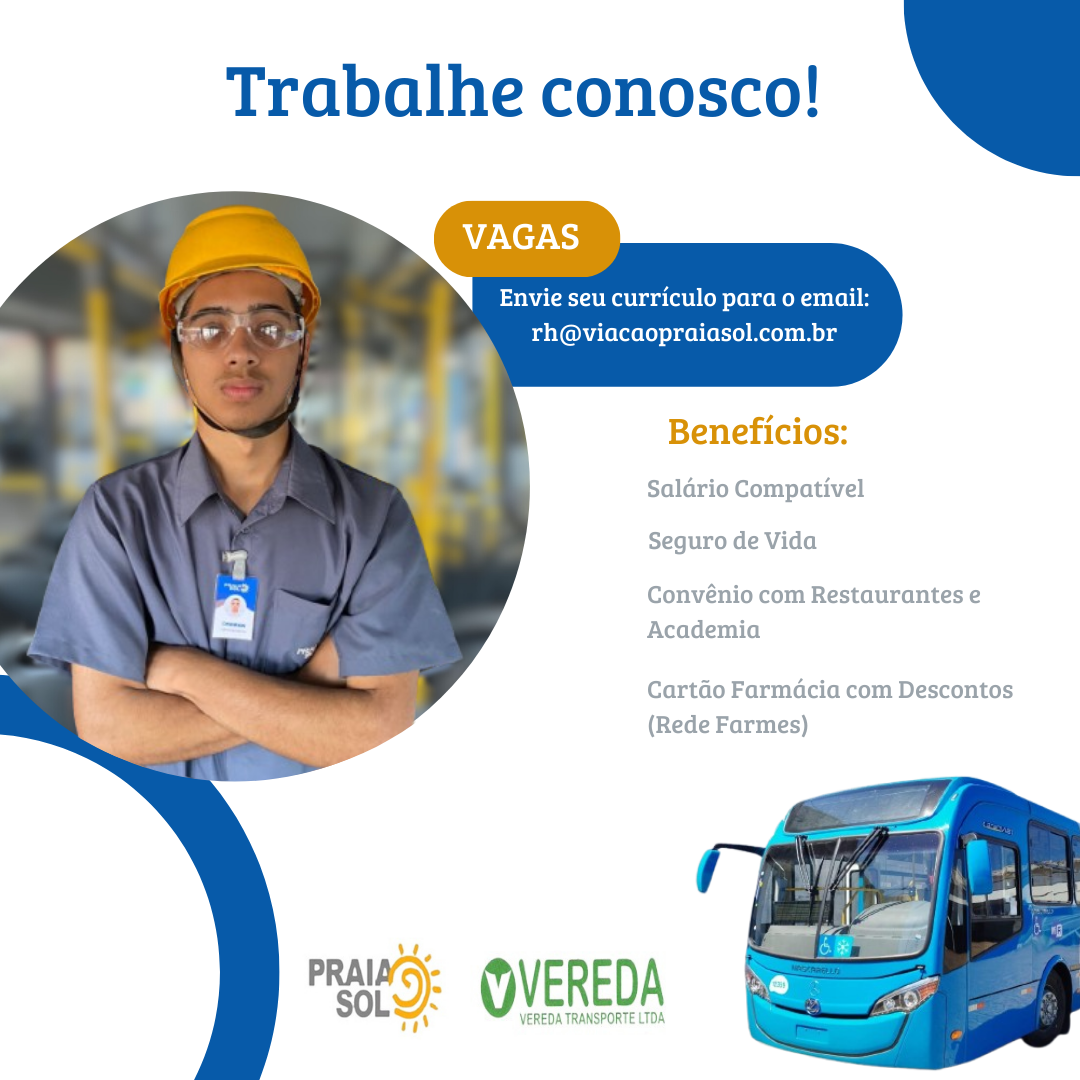 Trabalhe conosco!
VAGAS
Envie seu currículo para o email:
rh@viacaopraiasol.com.br
Benefícios:
Salário Compatível
Seguro de Vida
Convênio com Restaurantes e
Academia
Cartão Farmácia com Descontos
(Rede Farmes)
PRAIA
SOL
VEREDA
VEREDA TRANSPORTE LTDA